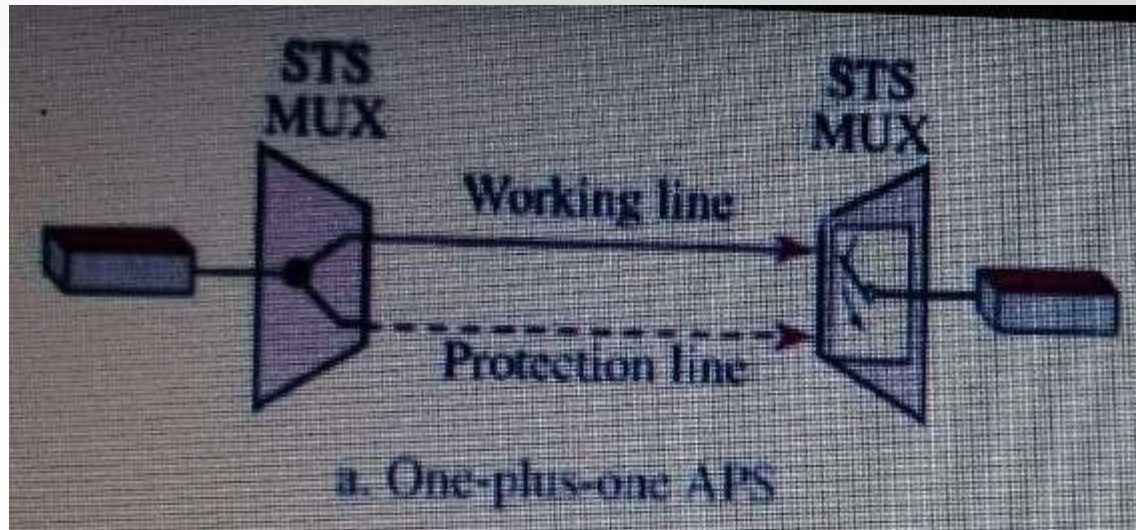 STS
MUX
STS
MUX
Working line
Protection line
a. One-plus-one APS